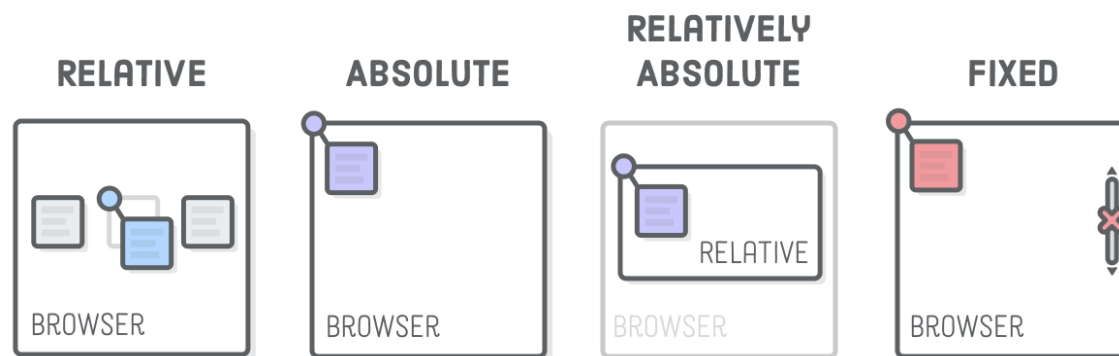 RELATIVE
ABSOLUTE
RELATIVELY
ABSOLUTE
FIXED
BROWSER
BROWSER
RELATIVE
BROWSER
BROWSER